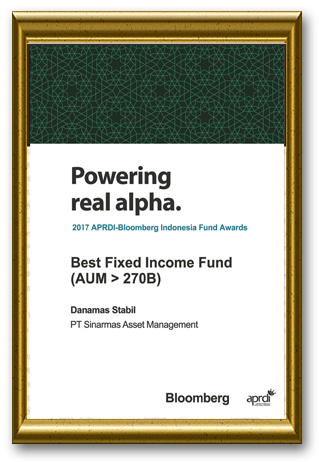 Powering
real alpha.
2017 APRDI-Bloomberg Indonesia Fund Awards
Best Fixed Income Fund
(AUM > 270B)
Danamas Stabil
PT Sinarmas Asset Management
Bloomberg aprdi